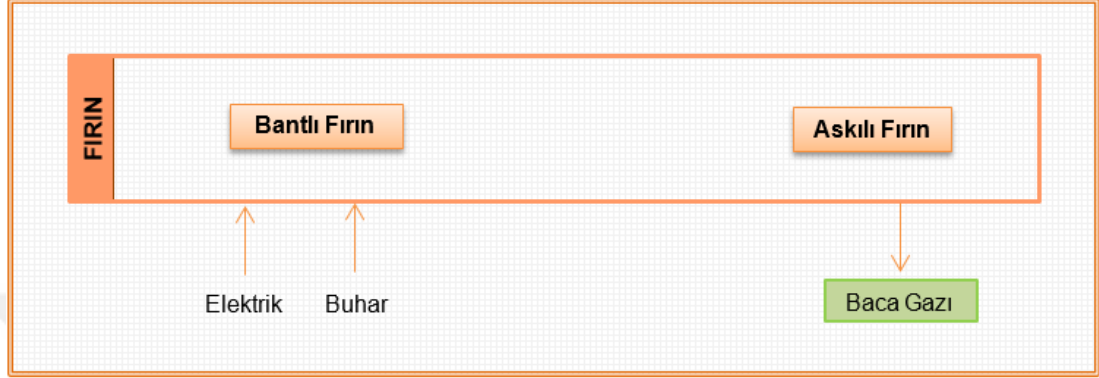 FIRIN
Bantlı Fırın
Askılı Fırın
Elektrik
Buhar
Baca Gazı